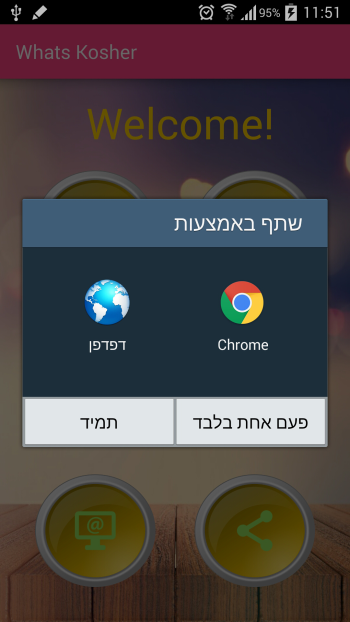 95% 11:51
Whats Kosher
Welcome!
שתף באמצעות
דפדפן
Chrome
תמיד
פעם אחת בלבד
@